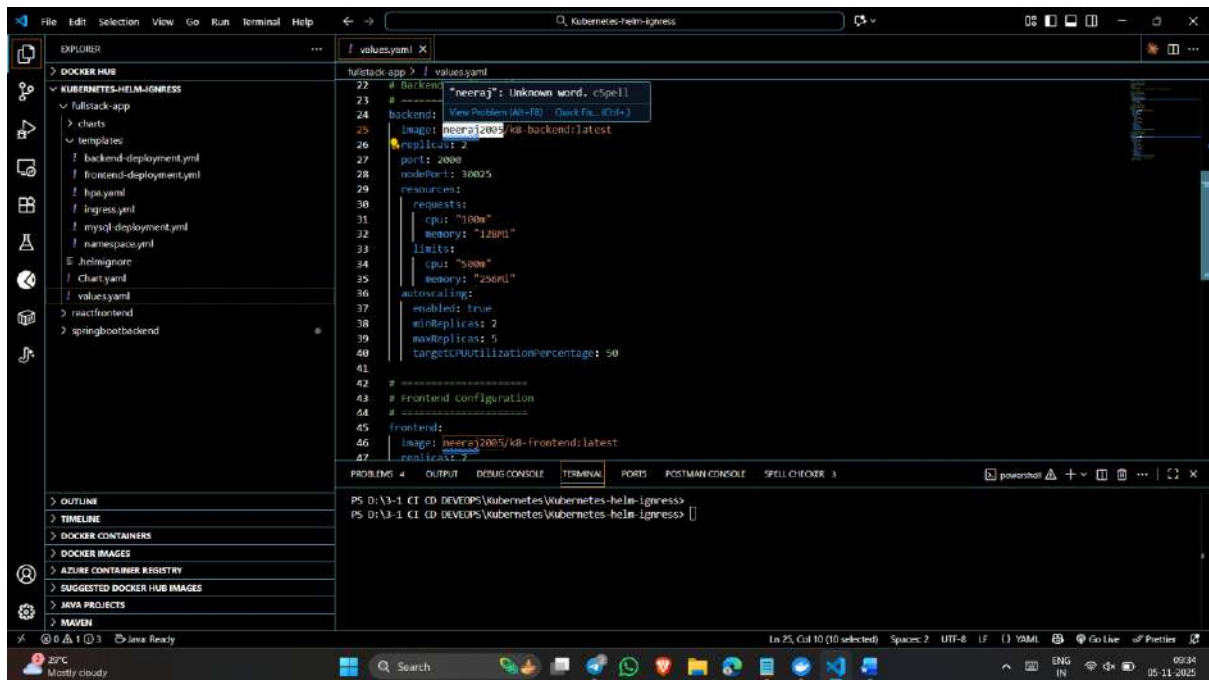 File Edit Selection View Go Run Terminal Help
Kubernetes-helm-ignress
EXPLORER
DOCKER HUB
KUBERNETES-HELM-IGNRESS
fullstack-app
charts
templates
backend-deployment.yml
frontend-deployment.yml
hpa.yaml
ingress.yml
mysql-deployment.yml
namespace.yml
.helmignore
Chart.yaml
values.yaml
reactfrontend
springbootbackend
OUTLINE
TIMELINE
DOCKER CONTAINERS
DOCKER IMAGES
AZURE CONTAINER REGISTRY
SUGGESTED DOCKER HUB IMAGES
JAVA PROJECTS
MAVEN
values.yaml
fullstack-app > values.yaml
22 # Backend
"neeraj": Unknown word. cSpell
View Problem (Alt+F8) Quick Fix... (Ctrl+.)
23 #
24 backend:
25 image: neeraj2005/k8-backend:latest
26 replicas: 2
27 port: 2000
28 nodePort: 30025
29 resources:
30 requests:
31 cpu: "100m"
32 memory: "128Mi"
33 limits:
34 cpu: "500m"
35 memory: "256Mi"
36 autoscaling:
37 enabled: true
38 minReplicas: 2
39 maxReplicas: 5
40 targetCPUUtilizationPercentage: 50
41
42 # =====================
43 # Frontend Configuration
44 # =====================
45 frontend:
46 image: neeraj2005/k8-frontend:latest
47 replicas: 2
PROBLEMS 4 OUTPUT DEBUG CONSOLE TERMINAL PORTS POSTMAN CONSOLE SPELL CHECKER 3
powershell
PS D:\3-1 CI CD DEVEOPS\Kubernetes\Kubernetes-helm-ignress>
PS D:\3-1 CI CD DEVEOPS\Kubernetes\Kubernetes-helm-ignress>
0 1 3 Java: Ready
Ln 25, Col 10 (10 selected) Spaces: 2 UTF-8 LF {} YAML Go Live Prettier
29°C
Mostly cloudy
Search
ENG
IN
09:34
05-11-2025